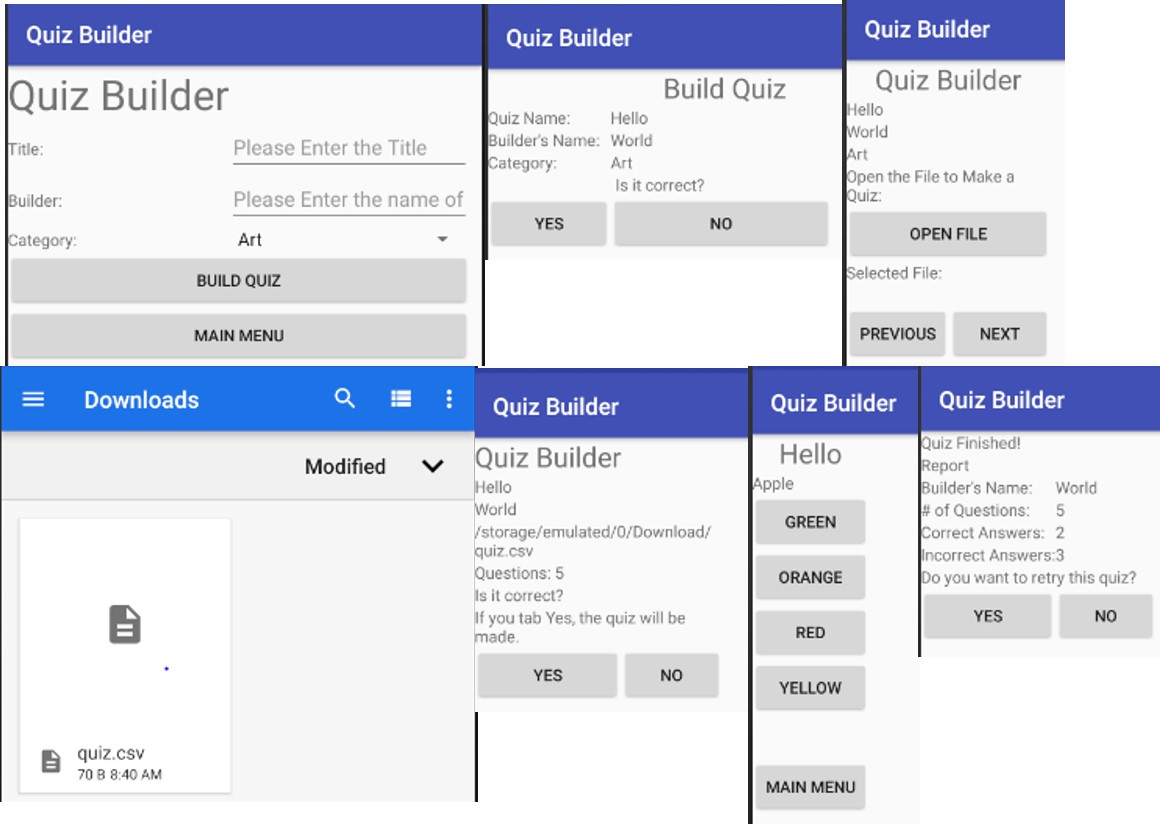 Quiz Builder
Quiz Builder
Title: Please Enter the Title
Builder: Please Enter the name of
Category: Art
BUILD QUIZ
MAIN MENU
Quiz Builder
Build Quiz
Quiz Name: Hello
Builder's Name: World
Category: Art
Is it correct?
YES NO
Quiz Builder
Quiz Builder
Hello
World
Art
Open the File to Make a
Quiz:
OPEN FILE
Selected File:
PREVIOUS NEXT
Downloads
Modified
quiz.csv
70 B 8:40 AM
Quiz Builder
Quiz Builder
Hello
World
/storage/emulated/0/Download/
quiz.csv
Questions: 5
Is it correct?
If you tab Yes, the quiz will be
made.
YES NO
Quiz Builder
Hello
Apple
GREEN
ORANGE
RED
YELLOW
MAIN MENU
Quiz Builder
Quiz Finished!
Report
Builder's Name: World
# of Questions: 5
Correct Answers: 2
Incorrect Answers:3
Do you want to retry this quiz?
YES NO